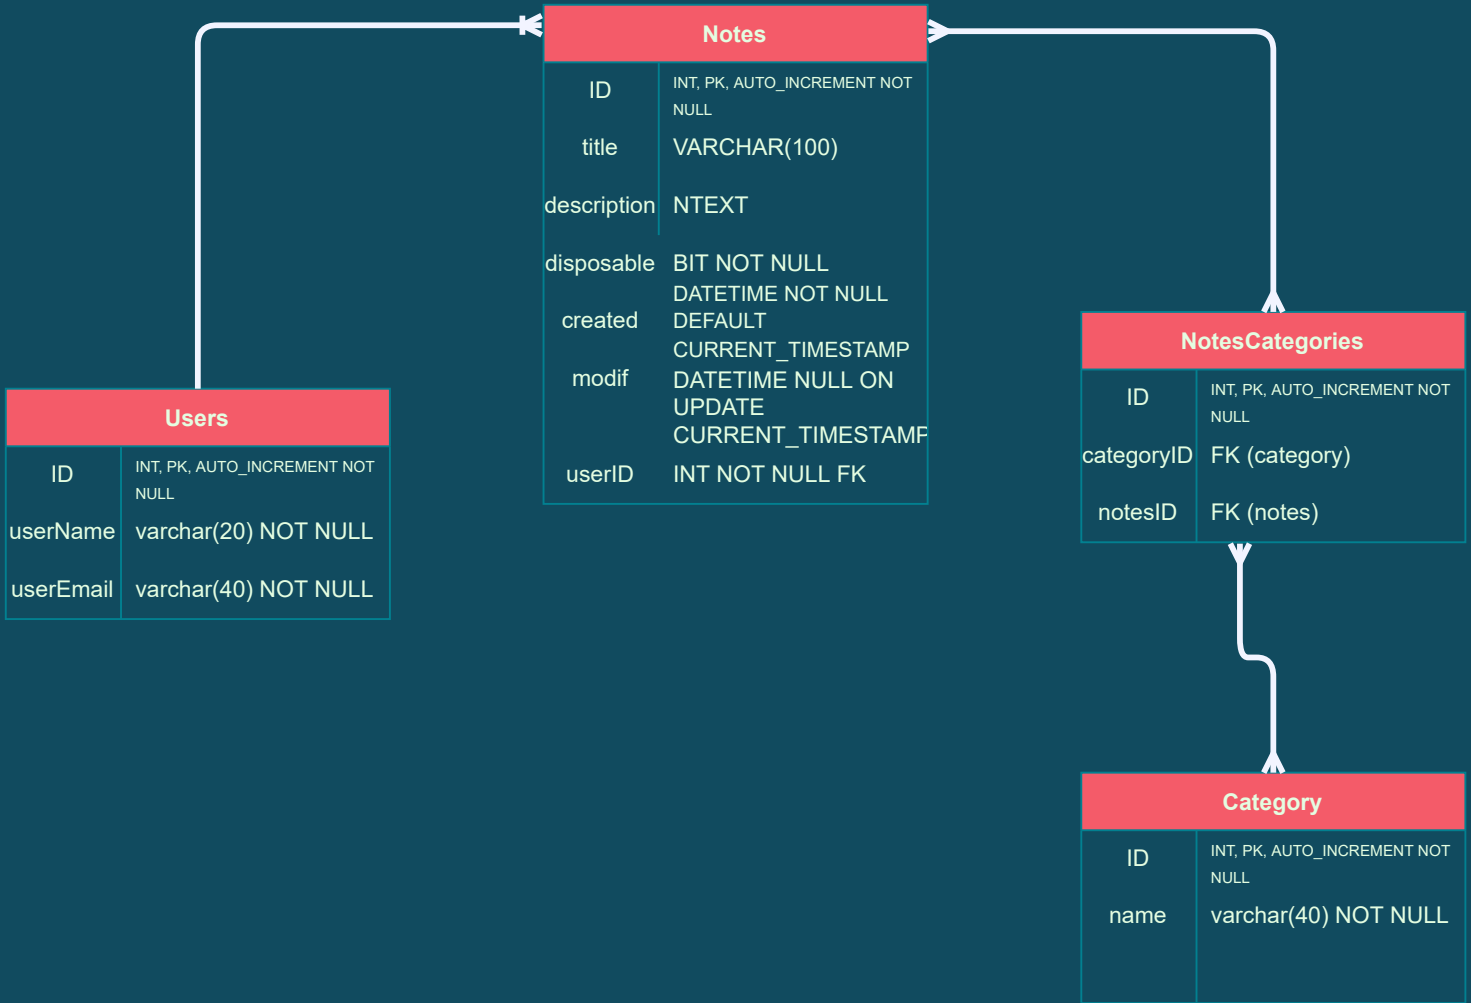 Notes
ID
INT, PK, AUTO_INCREMENT NOT
NULL
title
VARCHAR(100)
description
NTEXT
disposable
BIT NOT NULL
created
DATETIME NOT NULL
DEFAULT
CURRENT_TIMESTAMP
modif
DATETIME NULL ON
UPDATE
CURRENT_TIMESTAMP
userID
INT NOT NULL FK
Users
ID
INT, PK, AUTO_INCREMENT NOT
NULL
userName
varchar(20) NOT NULL
userEmail
varchar(40) NOT NULL
NotesCategories
ID
INT, PK, AUTO_INCREMENT NOT
NULL
categoryID
FK (category)
notesID
FK (notes)
Category
ID
INT, PK, AUTO_INCREMENT NOT
NULL
name
varchar(40) NOT NULL